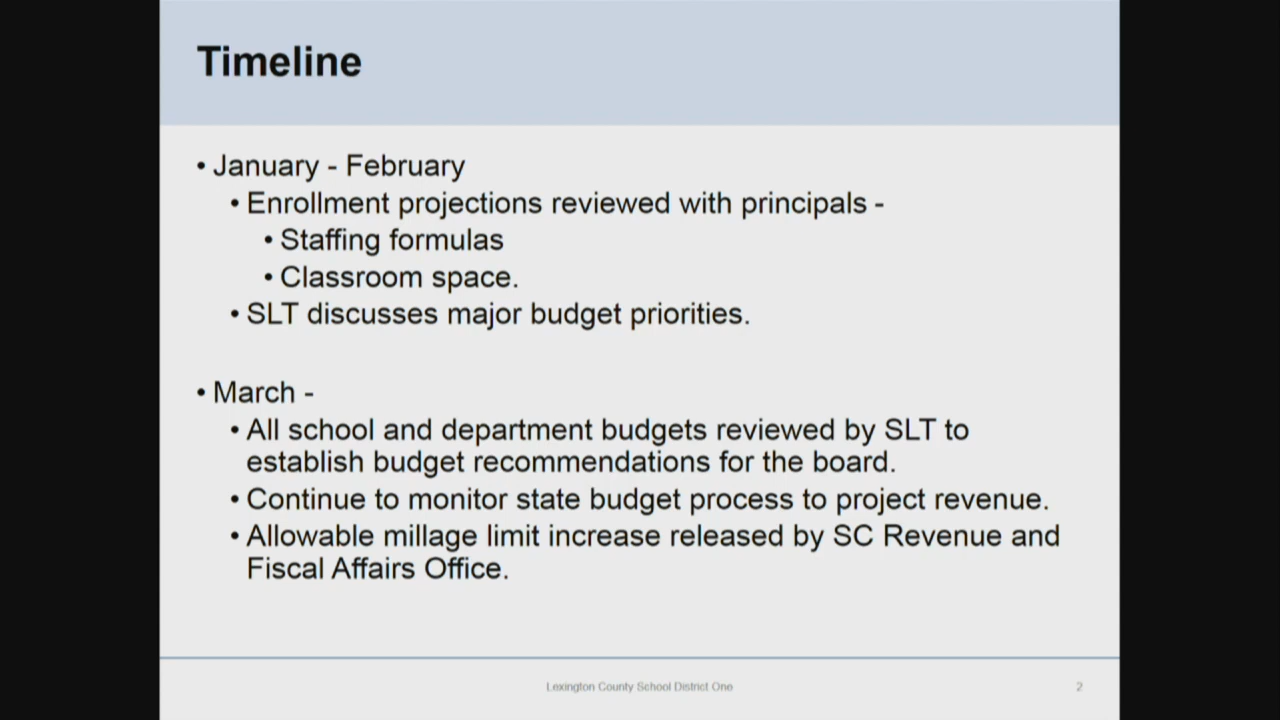 Timeline
• January - February
• Enrollment projections reviewed with principals -
• Staffing formulas
• Classroom space.
• SLT discusses major budget priorities.
• March -
• All school and department budgets reviewed by SLT to
establish budget recommendations for the board.
• Continue to monitor state budget process to project revenue.
• Allowable millage limit increase released by SC Revenue and
Fiscal Affairs Office.
Lexington County School District One
2